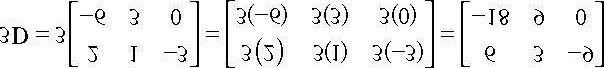 3D = 3 [ −6 3 0 ] = [ 3(−6) 3(3) 3(0) ] = [ −18 9 0 ]
[ 2 1 −3 ] [ 3(2) 3(1) 3(−3) ] [ 6 3 −9 ]